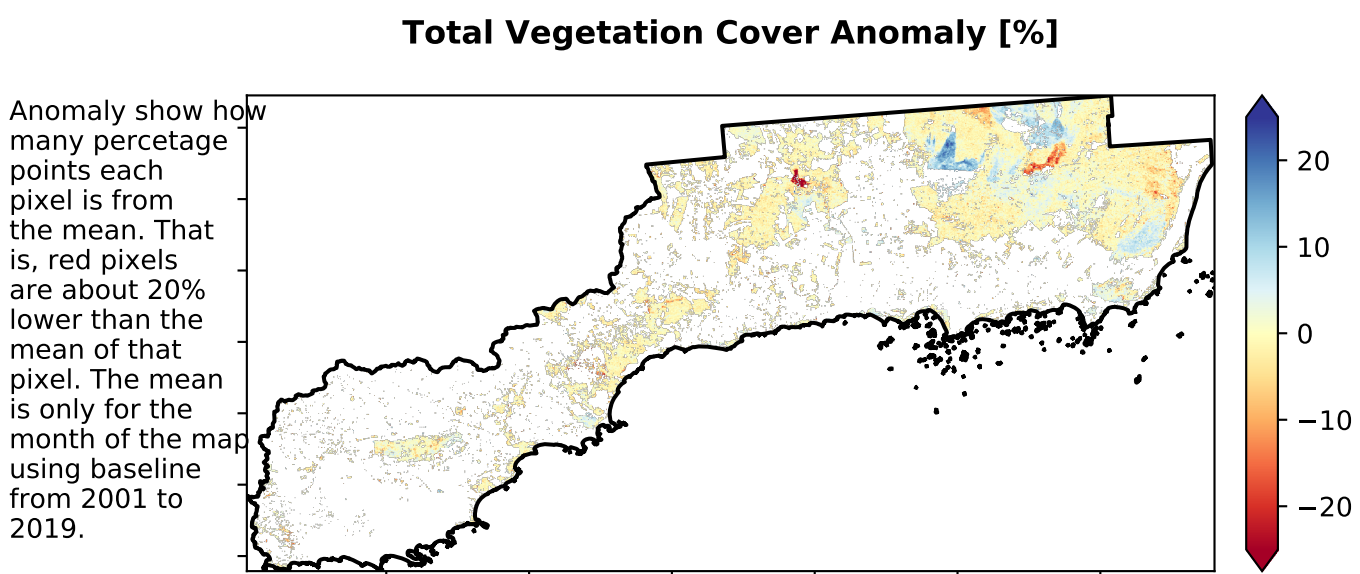 Total Vegetation Cover Anomaly [%]
Anomaly show how
many percetage
points each
pixel is from
the mean. That
is, red pixels
are about 20%
lower than the
mean of that
pixel. The mean
is only for the
month of the map
using baseline
from 2001 to
2019.
20
10
0
−10
−20